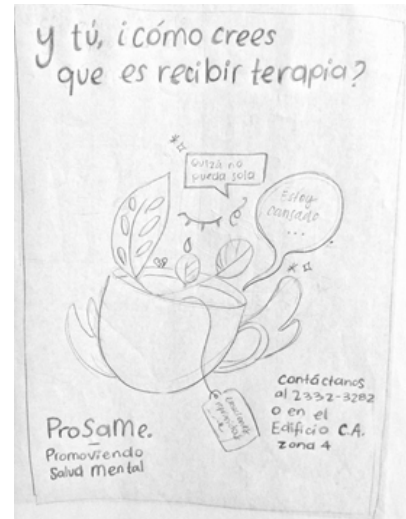 y tú, ¿cómo crees
que es recibir terapia?
Quizá no
pueda sola
Estoy
cansado
...
ProSaMe.
Promoviendo
Salud mental
Contáctanos
al 2332-3282
o en el
Edificio C.A.
zona 4